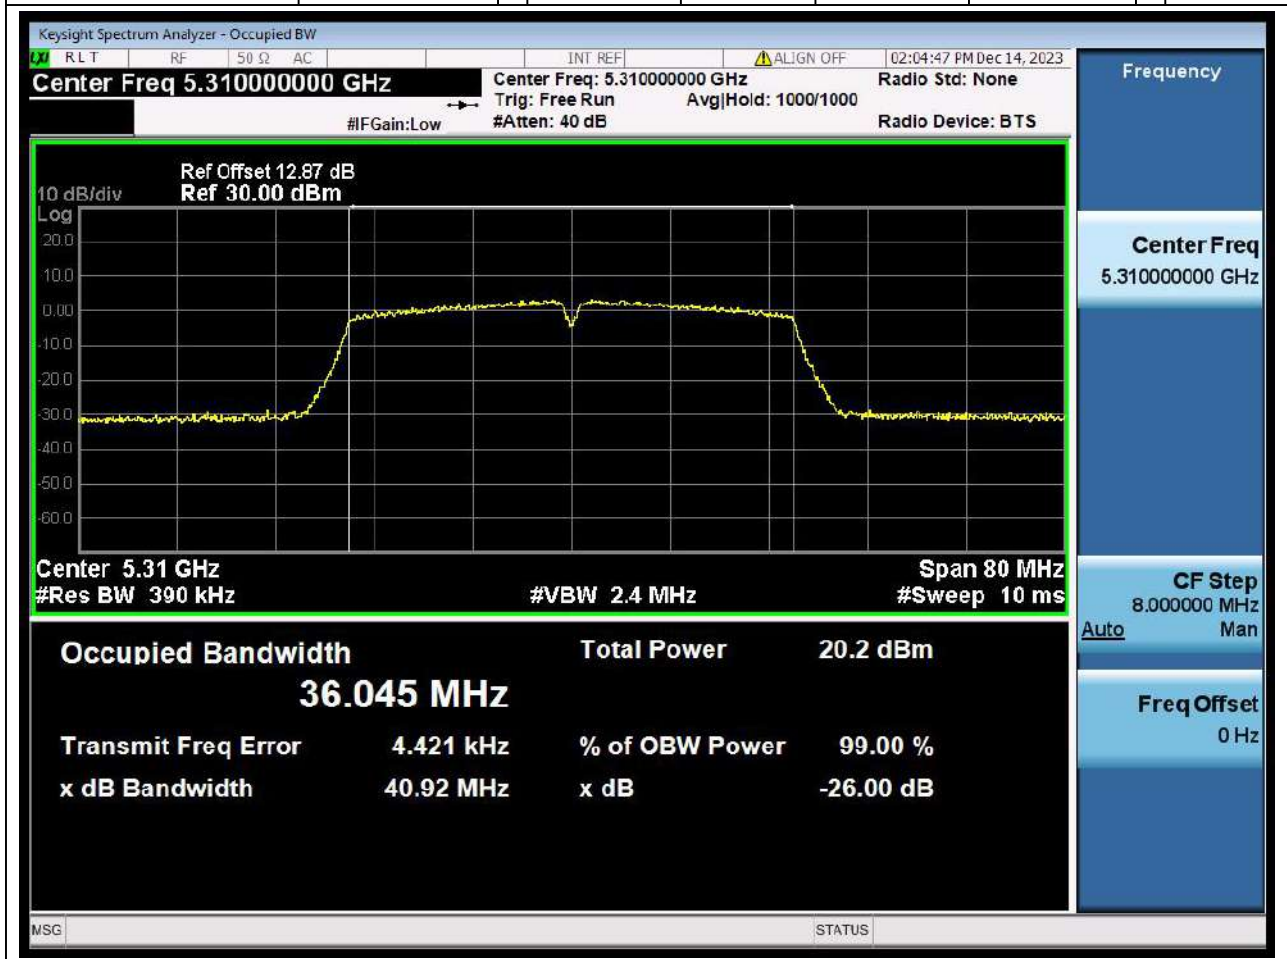 Keysight Spectrum Analyzer - Occupied BW
LXI RLT RF 50 Ω AC INT REF ALIGN OFF 02:04:47 PM Dec 14, 2023
Center Freq 5.310000000 GHz
Center Freq: 5.310000000 GHz Radio Std: None
Trig: Free Run Avg|Hold: 1000/1000
#IFGain:Low #Atten: 40 dB Radio Device: BTS
Ref Offset 12.87 dB
10 dB/div Ref 30.00 dBm
Log
20.0
10.0
0.00
-10.0
-20.0
-30.0
-40.0
-50.0
-60.0
Center 5.31 GHz Span 80 MHz
#Res BW 390 kHz #VBW 2.4 MHz #Sweep 10 ms
Occupied Bandwidth Total Power 20.2 dBm
36.045 MHz
Transmit Freq Error 4.421 kHz % of OBW Power 99.00 %
x dB Bandwidth 40.92 MHz x dB -26.00 dB
MSG STATUS
Frequency
Center Freq
5.310000000 GHz
CF Step
8.000000 MHz
Auto Man
Freq Offset
0 Hz